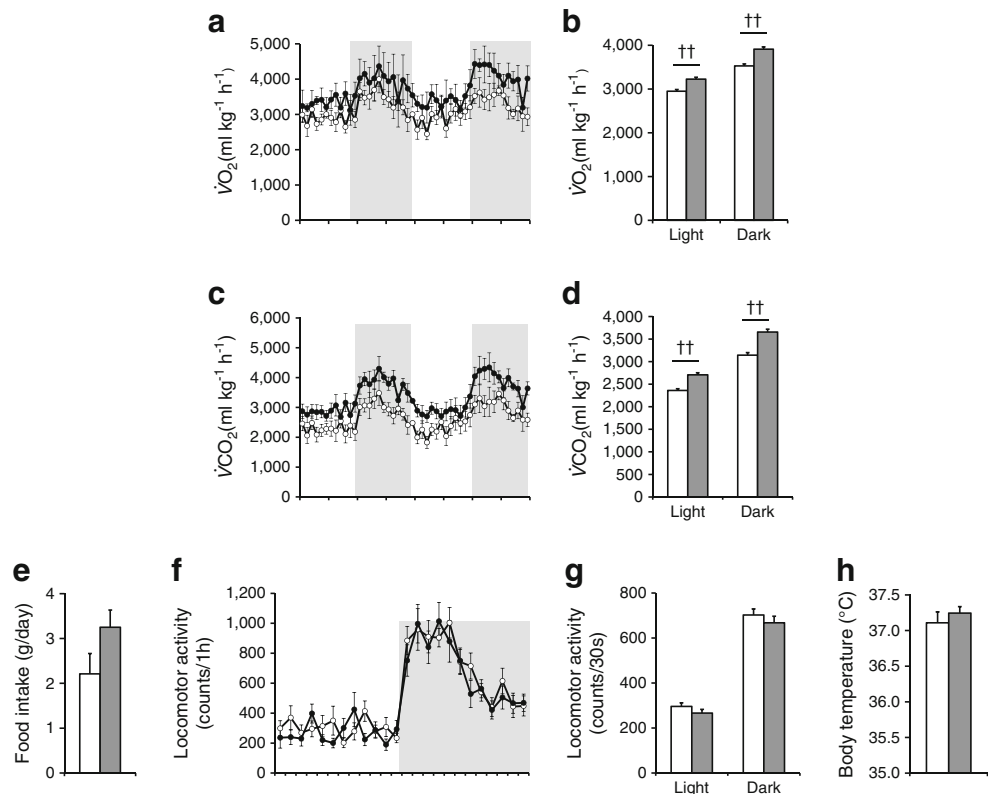 a
5,000
4,000
3,000
2,000
1,000
0
V̇O2(ml kg-1 h-1)
b
5,000
4,000
3,000
2,000
1,000
0
V̇O2(ml kg-1 h-1)
††
††
Light Dark
c
6,000
5,000
4,000
3,000
2,000
1,000
0
V̇CO2(ml kg-1 h-1)
d
4,000
3,500
3,000
2,500
2,000
1,500
1,000
500
0
V̇CO2(ml kg-1 h-1)
††
††
Light Dark
e
4
3
2
1
0
Food intake (g/day)
f
1,200
1,000
800
600
400
200
0
Locomotor activity
(counts/1h)
g
800
600
400
200
0
Locomotor activity
(counts/30s)
Light Dark
h
37.5
37.0
36.5
36.0
35.5
35.0
Body temperature (°C)